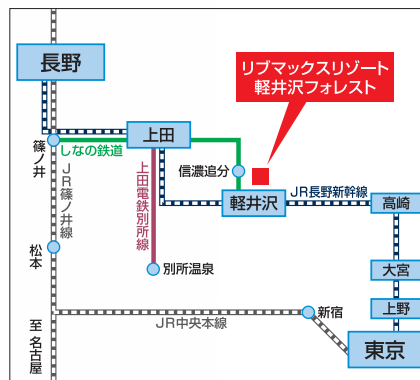 長野
リブマックスリゾート
軽井沢フォレスト
上田
篠ノ井
しなの鉄道
信濃追分
JR篠ノ井線
上田電鉄別所線
軽井沢
JR長野新幹線
高崎
松本
別所温泉
大宮
至名古屋
JR中央本線
新宿
上野
東京